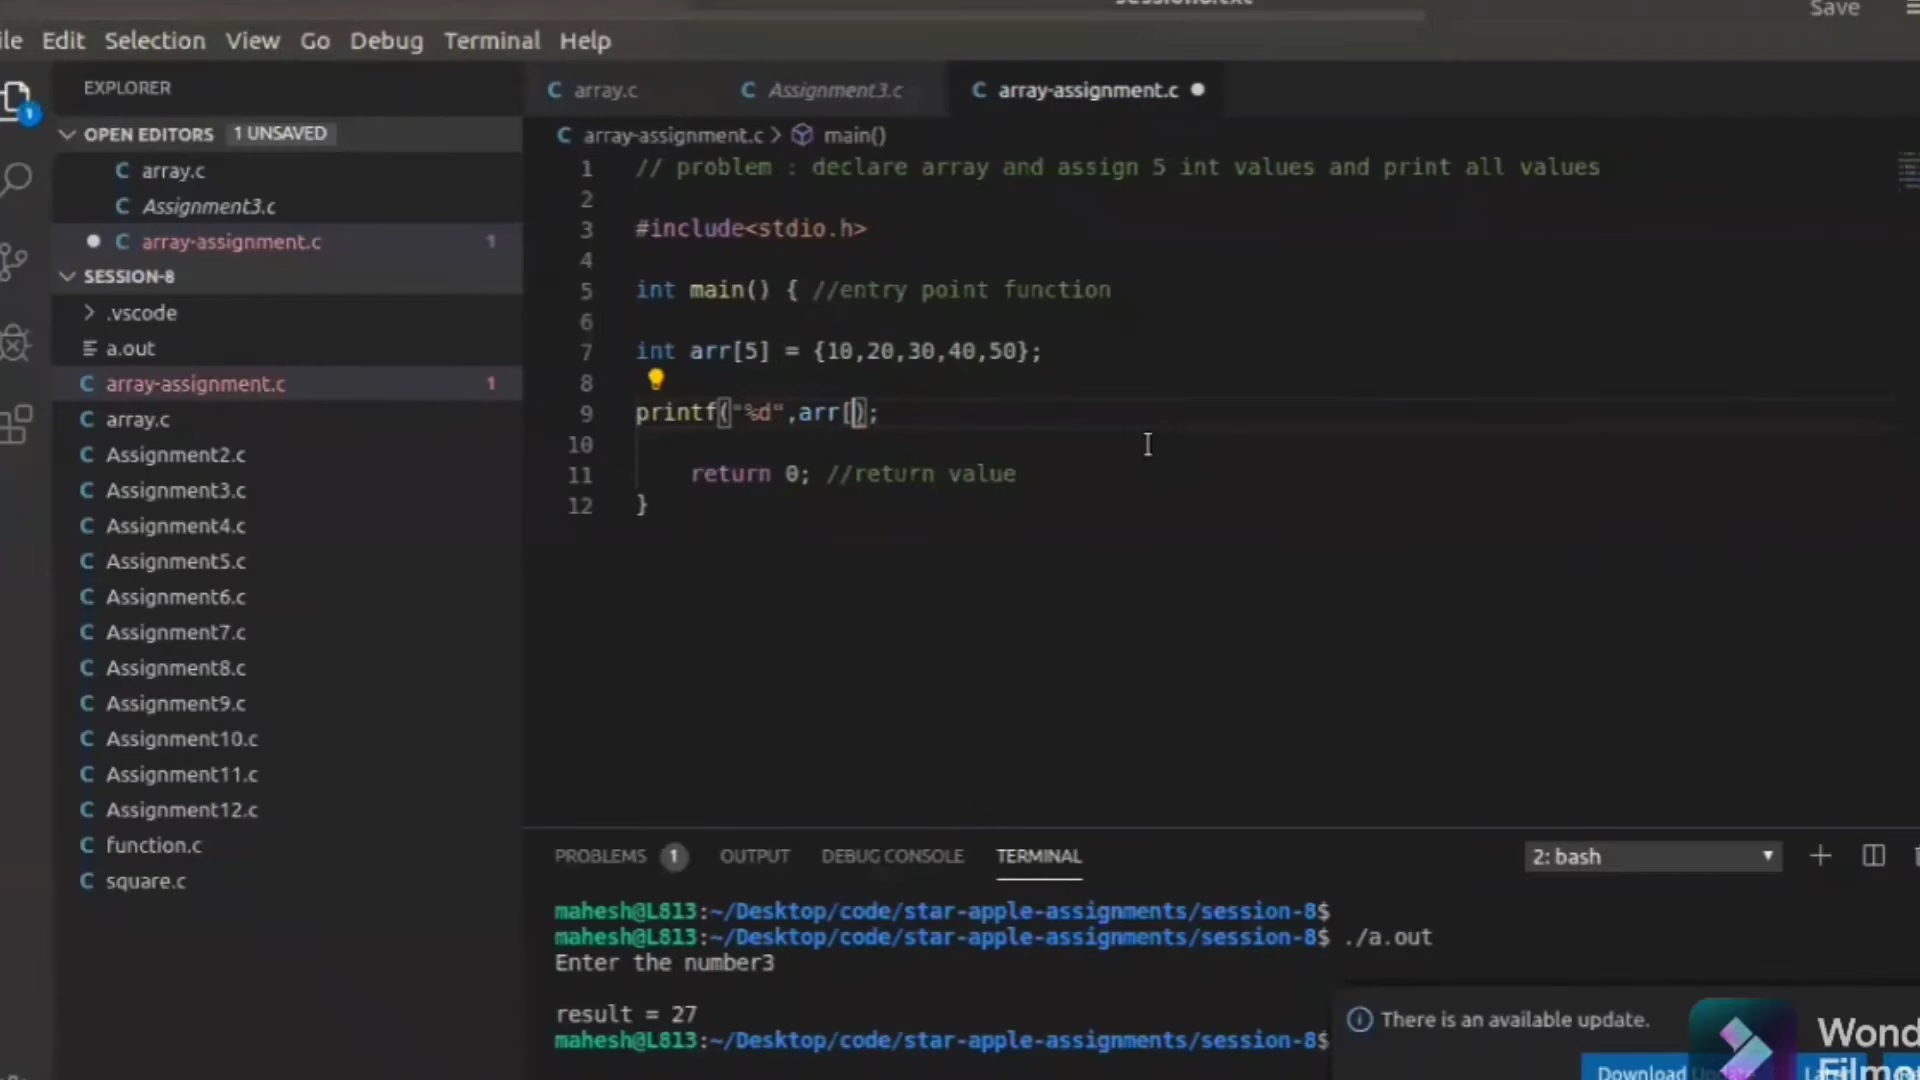 Save
Edit Selection View Go Debug Terminal Help
EXPLORER
OPEN EDITORS 1 UNSAVED
array.c
Assignment3.c
array-assignment.c 1
SESSION-8
.vscode
a.out
array-assignment.c 1
array.c
Assignment2.c
Assignment3.c
Assignment4.c
Assignment5.c
Assignment6.c
Assignment7.c
Assignment8.c
Assignment9.c
Assignment10.c
Assignment11.c
Assignment12.c
function.c
square.c
array.c Assignment3.c array-assignment.c
array-assignment.c > main()
1 // problem : declare array and assign 5 int values and print all values
2
3 #include<stdio.h>
4
5 int main() { //entry point function
6
7 int arr[5] = {10,20,30,40,50};
8
9 printf("%d",arr[);
10
11 return 0; //return value
12 }
PROBLEMS 1 OUTPUT DEBUG CONSOLE TERMINAL 2: bash
mahesh@L813:~/Desktop/code/star-apple-assignments/session-8$
mahesh@L813:~/Desktop/code/star-apple-assignments/session-8$ ./a.out
Enter the number3
result = 27
mahesh@L813:~/Desktop/code/star-apple-assignments/session-8$
There is an available update.
Download